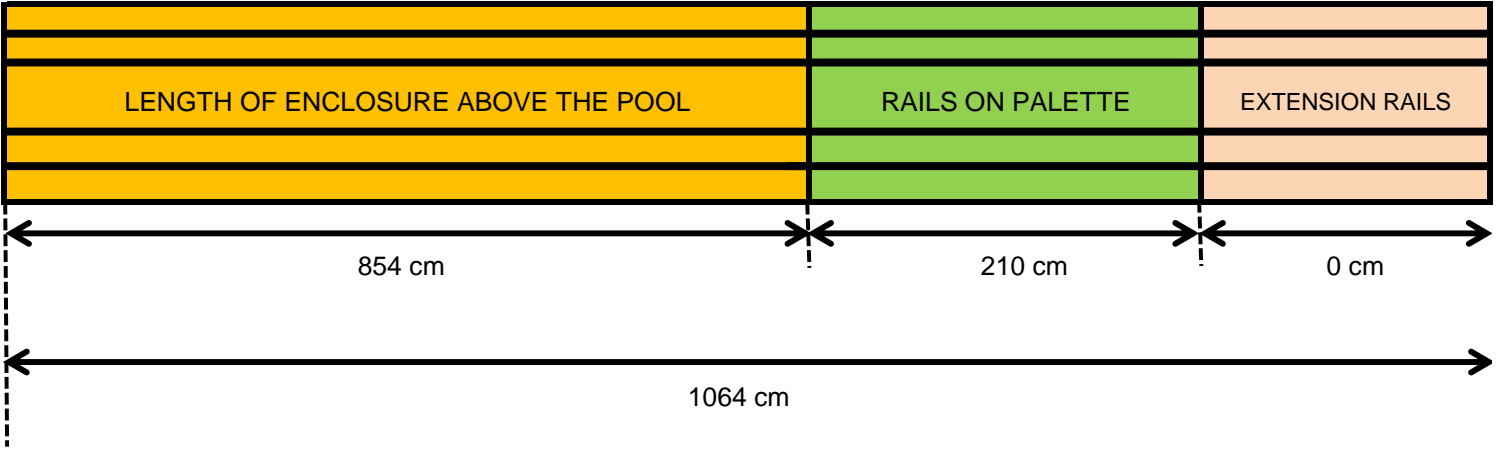 LENGTH OF ENCLOSURE ABOVE THE POOL
RAILS ON PALETTE
EXTENSION RAILS
854 cm
210 cm
0 cm
1064 cm